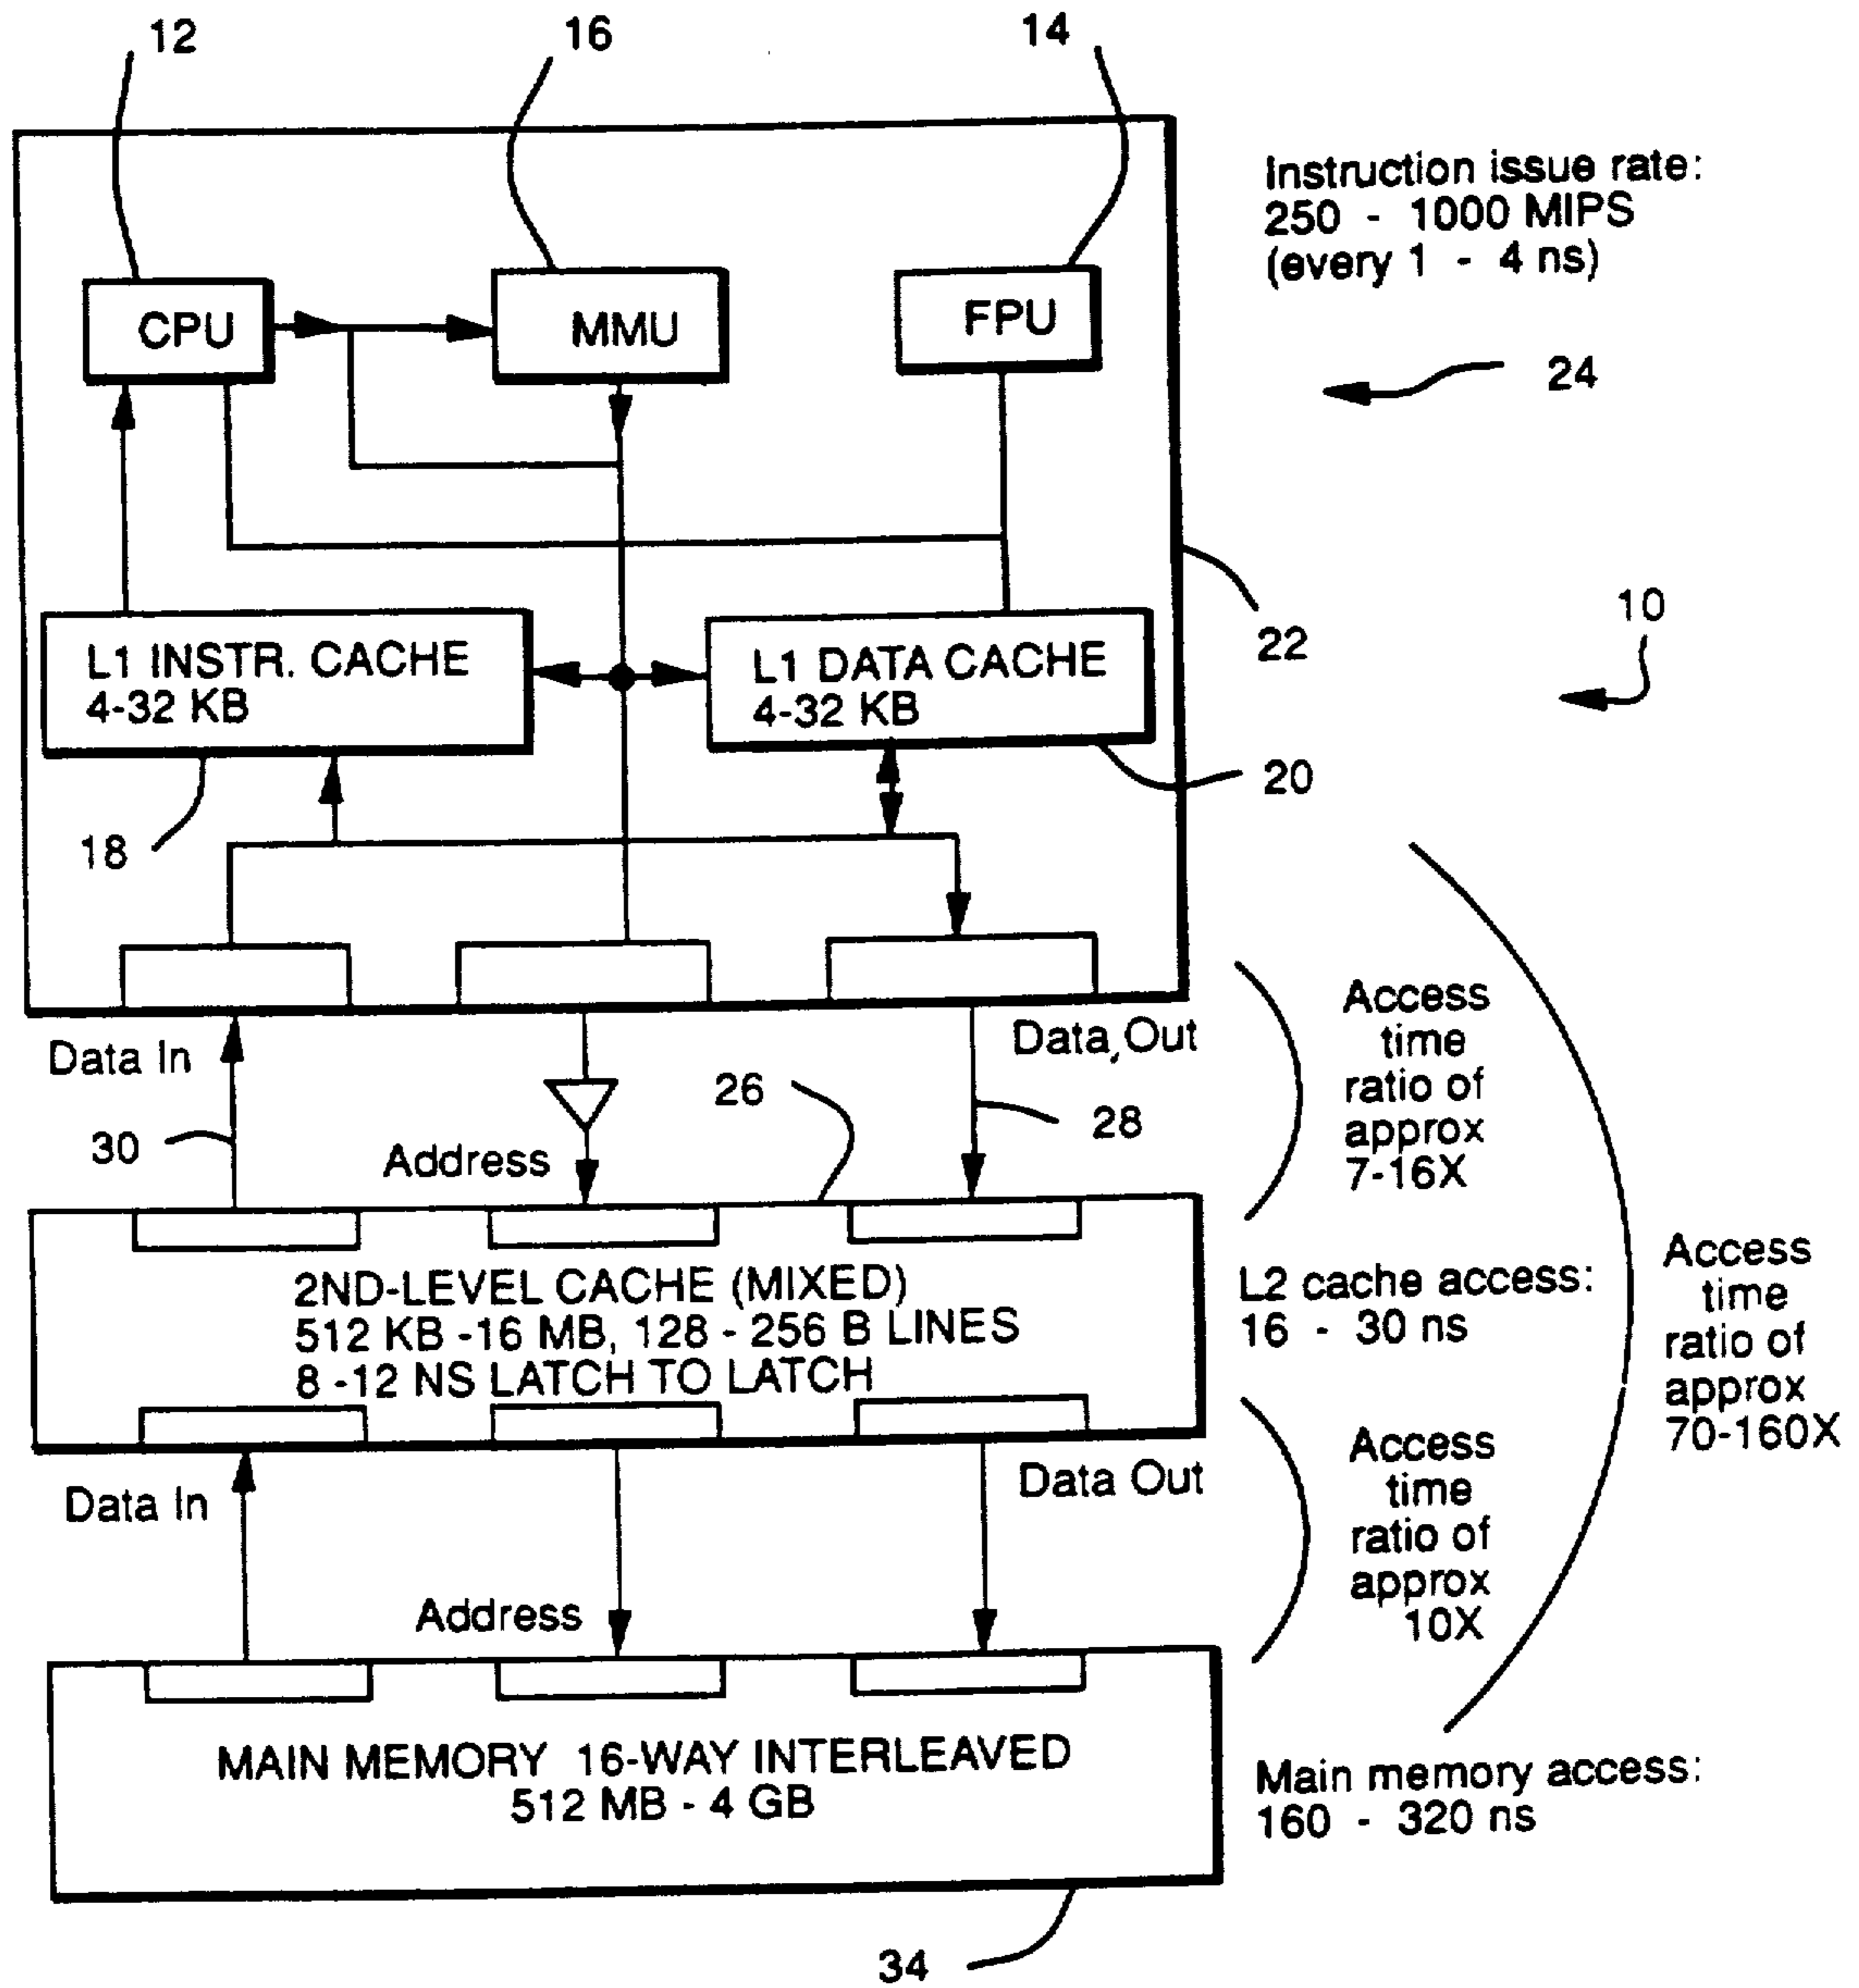 12
16
14
Instruction issue rate:
250 - 1000 MIPS
(every 1 - 4 ns)
CPU
MMU
FPU
24
10
22
L1 INSTR. CACHE
4-32 KB
L1 DATA CACHE
4-32 KB
20
18
Data In
Data Out
Access
time
ratio of
approx
7-16X
26
28
30
Address
2ND-LEVEL CACHE (MIXED)
512 KB -16 MB, 128 - 256 B LINES
8 -12 NS LATCH TO LATCH
L2 cache access:
16 - 30 ns
Access
time
ratio of
approx
70-160X
Data In
Data Out
Access
time
ratio of
approx
10X
Address
MAIN MEMORY 16-WAY INTERLEAVED
512 MB - 4 GB
Main memory access:
160 - 320 ns
34